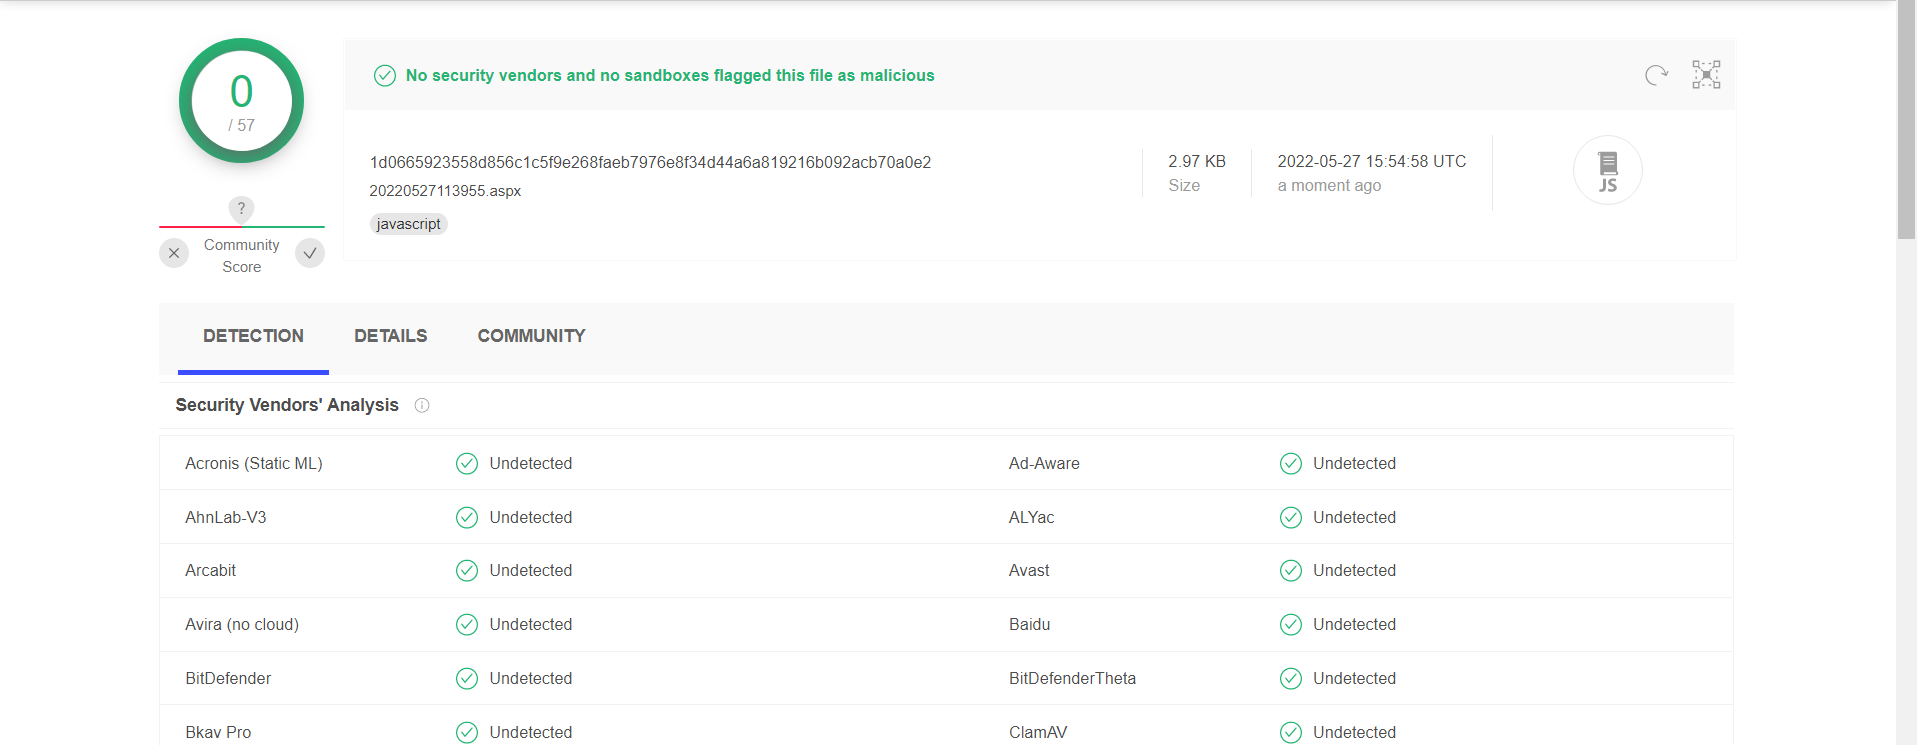 0
/ 57
?
Community
Score
No security vendors and no sandboxes flagged this file as malicious
1d0665923558d856c1c5f9e268faeb7976e8f34d44a6a819216b092acb70a0e2
20220527113955.aspx
javascript
2.97 KB
Size
2022-05-27 15:54:58 UTC
a moment ago
JS
DETECTION DETAILS COMMUNITY
Security Vendors' Analysis
Acronis (Static ML) Undetected Ad-Aware Undetected
AhnLab-V3 Undetected ALYac Undetected
Arcabit Undetected Avast Undetected
Avira (no cloud) Undetected Baidu Undetected
BitDefender Undetected BitDefenderTheta Undetected
Bkav Pro Undetected ClamAV Undetected